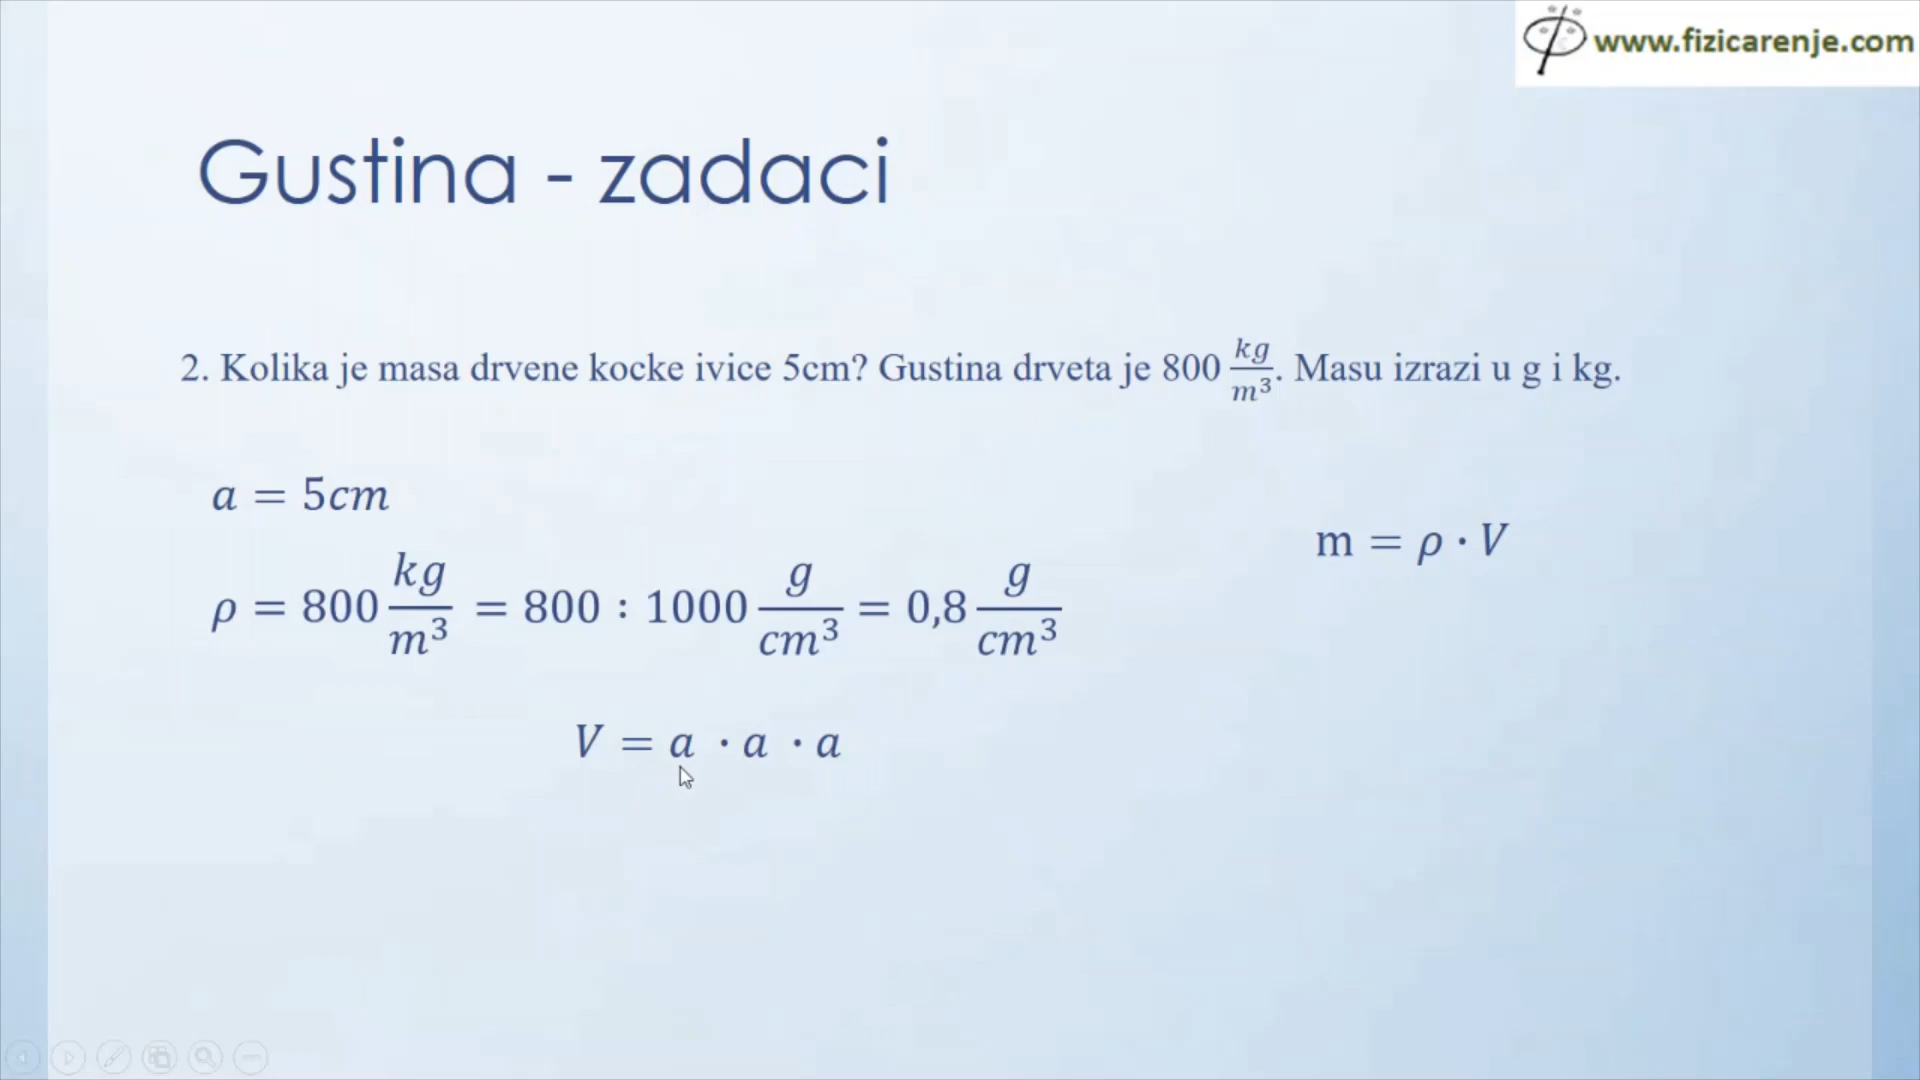 www.fizicarenje.com
Gustina - zadaci
2. Kolika je masa drvene kocke ivice 5cm? Gustina drveta je 800 kg/m³. Masu izrazi u g i kg.
a = 5cm
m = ρ · V
ρ = 800 kg/m³ = 800 : 1000 g/cm³ = 0,8 g/cm³
V = a · a · a